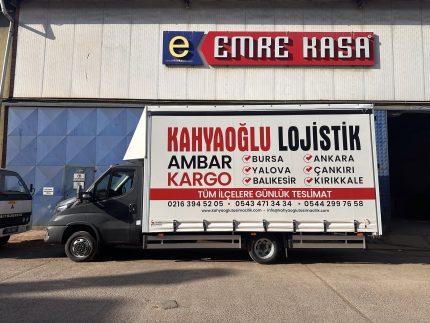 e EMRE KASA
KAHYAOĞLU LOJİSTİK
AMBAR
KARGO
BURSA
YALOVA
BALIKESİR
ANKARA
ÇANKIRI
KIRIKKALE
TÜM İLÇELERE GÜNLÜK TESLİMAT
0216 394 52 05 • 0543 471 34 34 • 0544 299 76 58